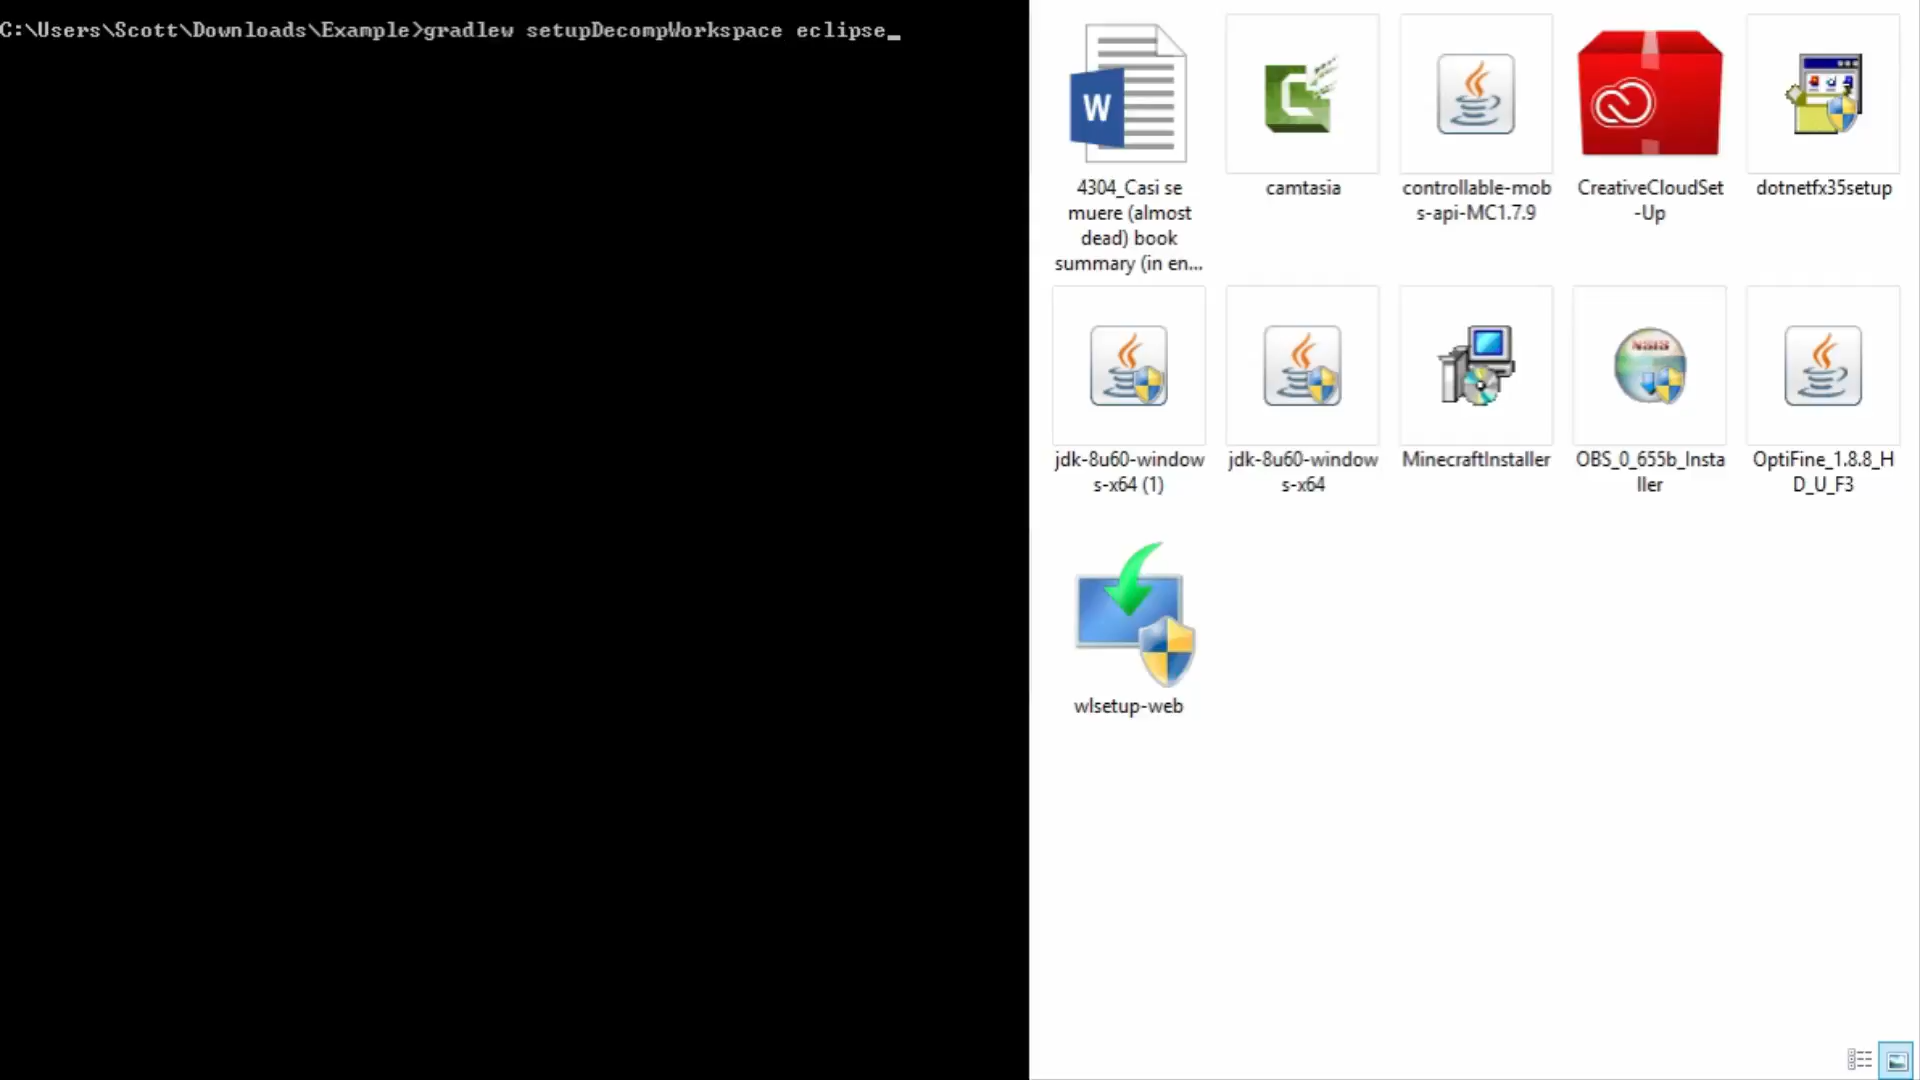 C:\Users\Scott\Downloads\Example>gradlew setupDecompWorkspace eclipse_
W
4304_Casi se
muere (almost
dead) book
summary (in en...
camtasia
controllable-mob
s-api-MC1.7.9
CreativeCloudSet
-Up
dotnetfx35setup
jdk-8u60-window
s-x64 (1)
jdk-8u60-window
s-x64
MinecraftInstaller
NSIS
OBS_0_655b_Insta
ller
OptiFine_1.8.8_H
D_U_F3
wlsetup-web